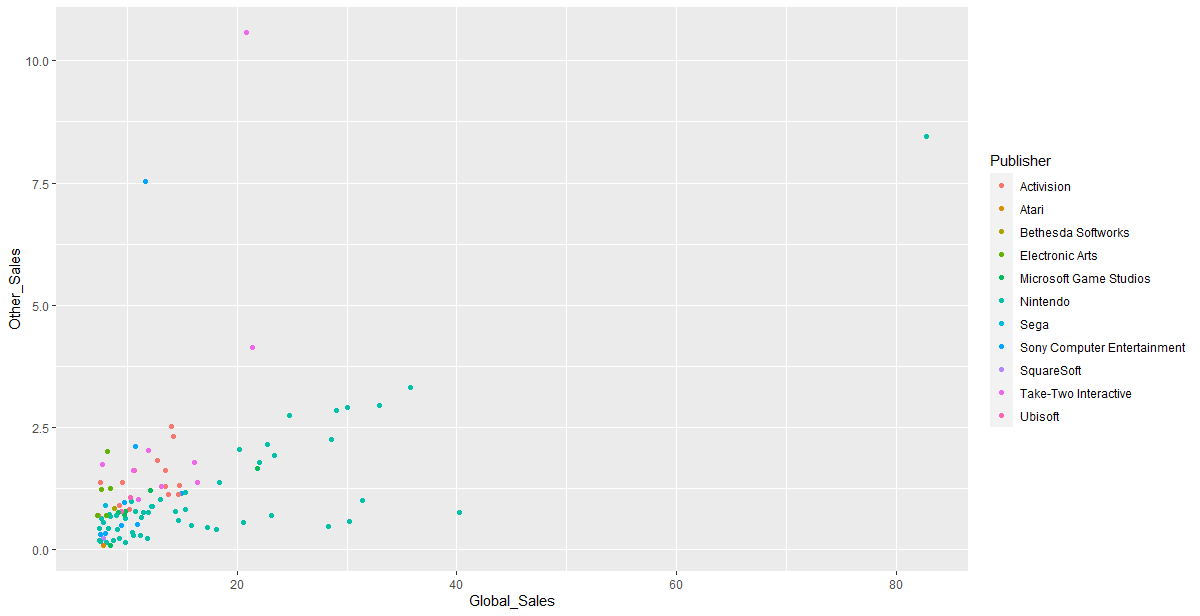 10.0
7.5
5.0
2.5
0.0
Other_Sales
20
40
60
80
Global_Sales
Publisher
Activision
Atari
Bethesda Softworks
Electronic Arts
Microsoft Game Studios
Nintendo
Sega
Sony Computer Entertainment
SquareSoft
Take-Two Interactive
Ubisoft